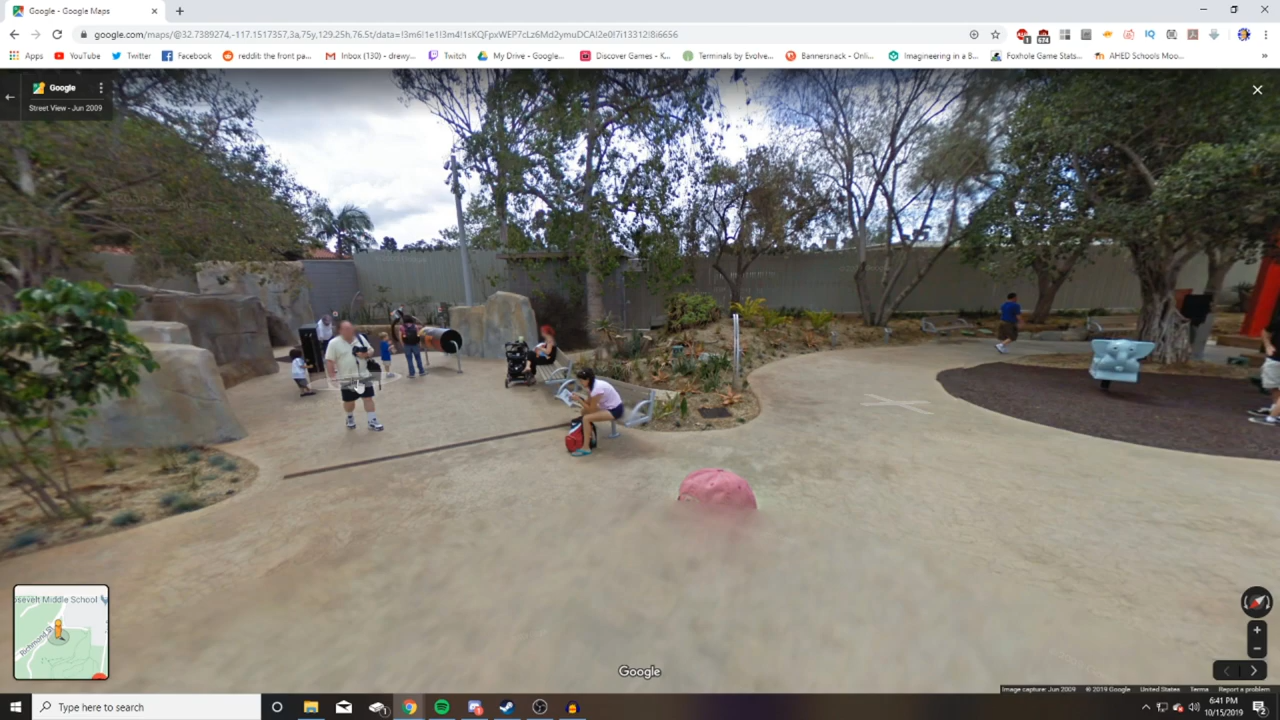 Google - Google Maps
google.com/maps/@32.7389274,-117.1517357,3a,75y,129.25h,76.5t/data=!3m6!1e1!3m4!1sKQFpxWEP7cLz6Md2ymuDCA!2e0!7i13312!8i6656
Apps YouTube Twitter Facebook reddit: the front pa... Inbox (130) - drewy... Twitch My Drive - Google... Discover Games - K... Terminals by Evolve... Bannersnack - Onli... Imagineering in a B... Foxhole Game Stats... AHED Schools Moo...
Google
Street View - Jun 2009
osevelt Middle School
Richmond St
Google
Image capture: Jun 2009 © 2019 Google United States Terms Report a problem
Type here to search
6:41 PM
10/15/2019